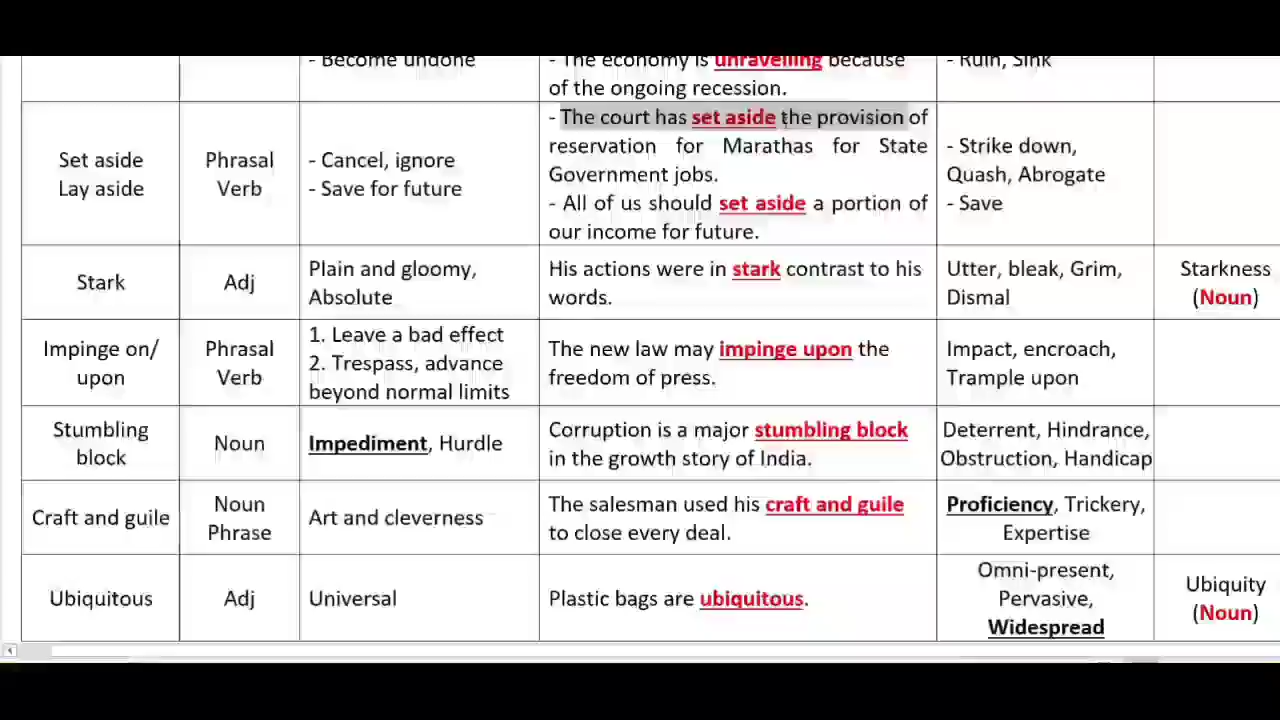 - Become undone
- The economy is unravelling because
of the ongoing recession.
- Ruin, Sink
Set aside
Lay aside
Phrasal
Verb
- Cancel, ignore
- Save for future
- The court has set aside the provision of
reservation for Marathas for State
Government jobs.
- All of us should set aside a portion of
our income for future.
- Strike down,
Quash, Abrogate
- Save
Stark
Adj
Plain and gloomy,
Absolute
His actions were in stark contrast to his
words.
Utter, bleak, Grim,
Dismal
Starkness
(Noun)
Impinge on/
upon
Phrasal
Verb
1. Leave a bad effect
2. Trespass, advance
beyond normal limits
The new law may impinge upon the
freedom of press.
Impact, encroach,
Trample upon
Stumbling
block
Noun
Impediment, Hurdle
Corruption is a major stumbling block
in the growth story of India.
Deterrent, Hindrance,
Obstruction, Handicap
Craft and guile
Noun
Phrase
Art and cleverness
The salesman used his craft and guile
to close every deal.
Proficiency, Trickery,
Expertise
Ubiquitous
Adj
Universal
Plastic bags are ubiquitous.
Omni-present,
Pervasive,
Widespread
Ubiquity
(Noun)